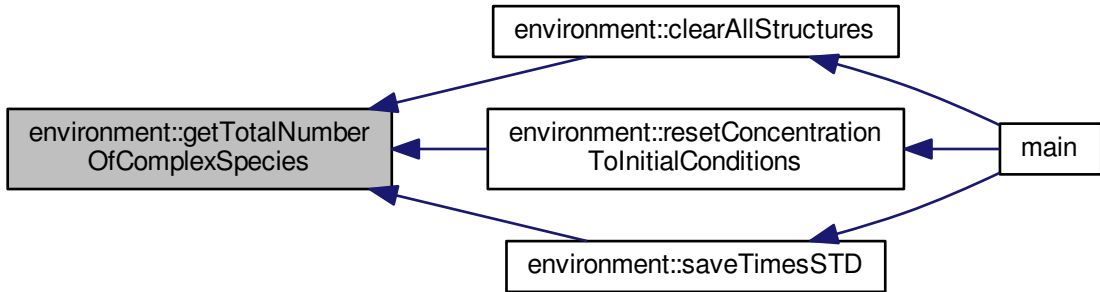 environment::clearAllStructures
environment::getTotalNumber
OfComplexSpecies
environment::resetConcentration
ToInitialConditions
main
environment::saveTimesSTD